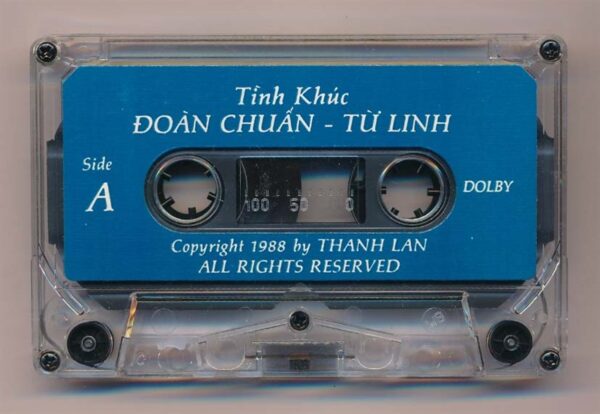 Tình Khúc
ĐOÀN CHUẨN - TỪ LINH
Side
A
DOLBY
100 50 0
Copyright 1988 by THANH LAN
ALL RIGHTS RESERVED